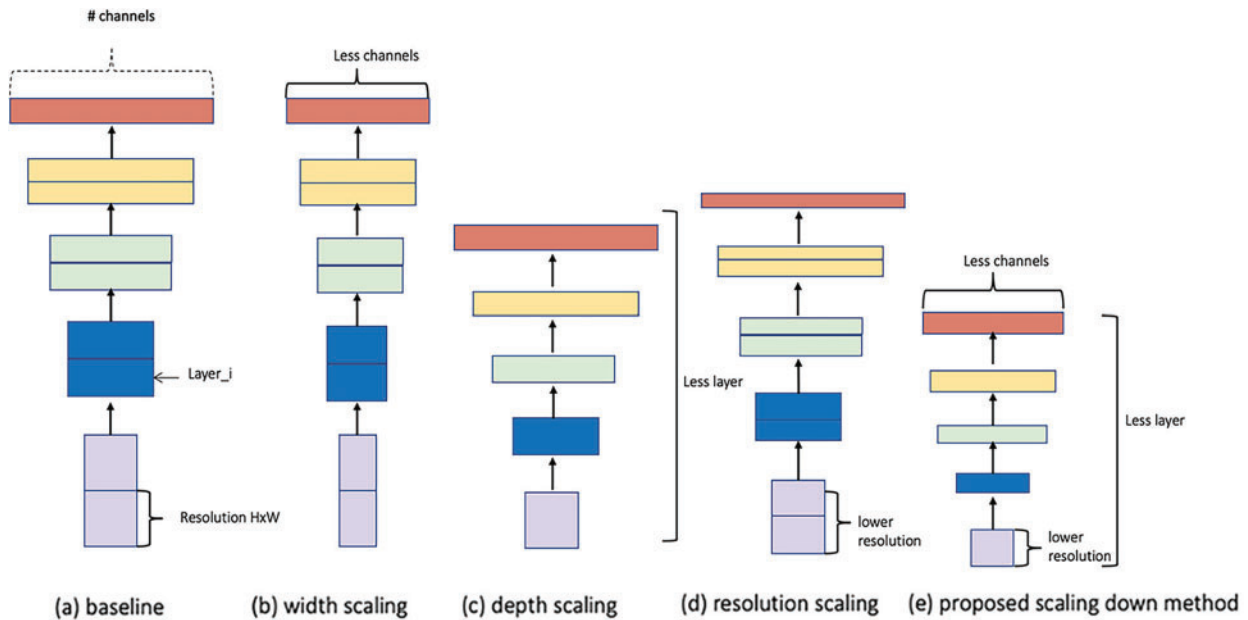 # channels
Less channels
Layer_i
Resolution HxW
Less layer
lower
resolution
Less channels
Less layer
lower
resolution
(a) baseline
(b) width scaling
(c) depth scaling
(d) resolution scaling
(e) proposed scaling down method